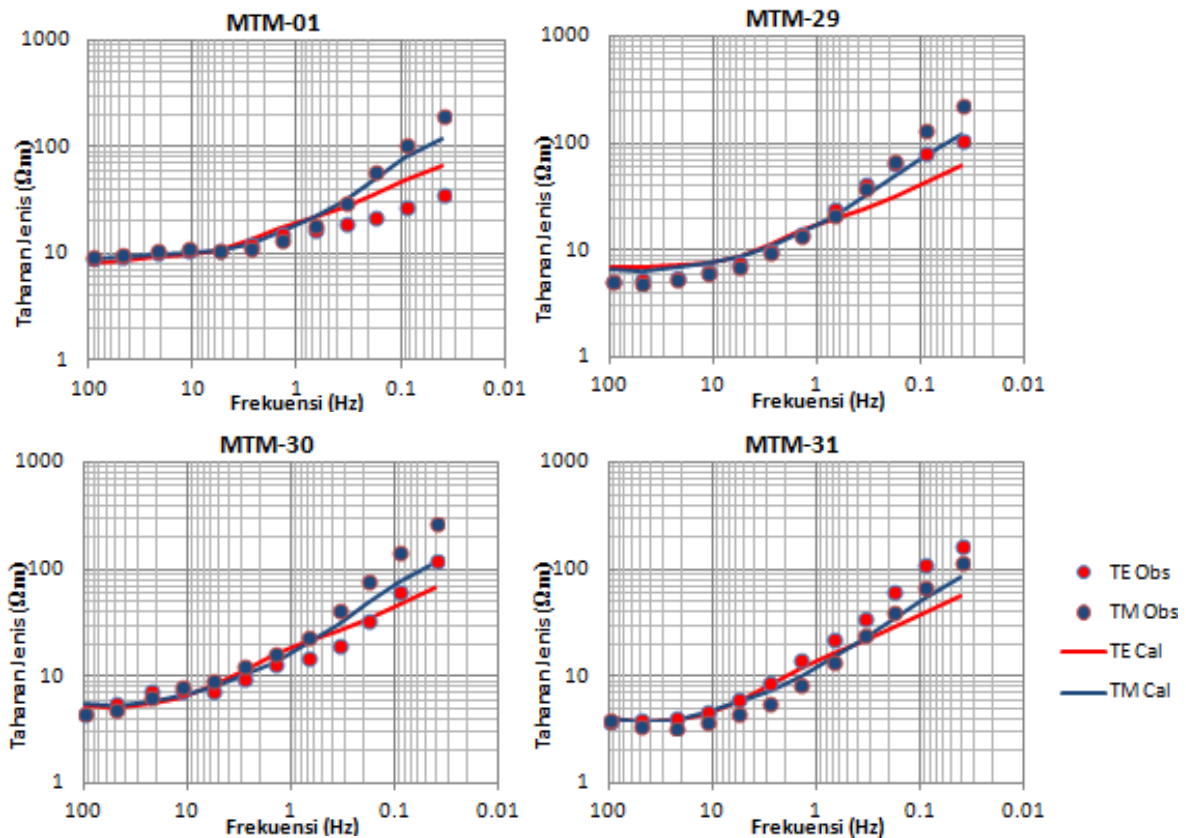 MTM-01
1000
100
10
1
Tahanan Jenis (Ωm)
100 10 1 0.1 0.01
Frekuensi (Hz)
MTM-29
1000
100
10
1
Tahanan Jenis (Ωm)
100 10 1 0.1 0.01
Frekuensi (Hz)
MTM-30
1000
100
10
1
Tahanan Jenis (Ωm)
100 10 1 0.1 0.01
Frekuensi (Hz)
MTM-31
1000
100
10
1
Tahanan Jenis (Ωm)
100 10 1 0.1 0.01
Frekuensi (Hz)
TE Obs
TM Obs
TE Cal
TM Cal